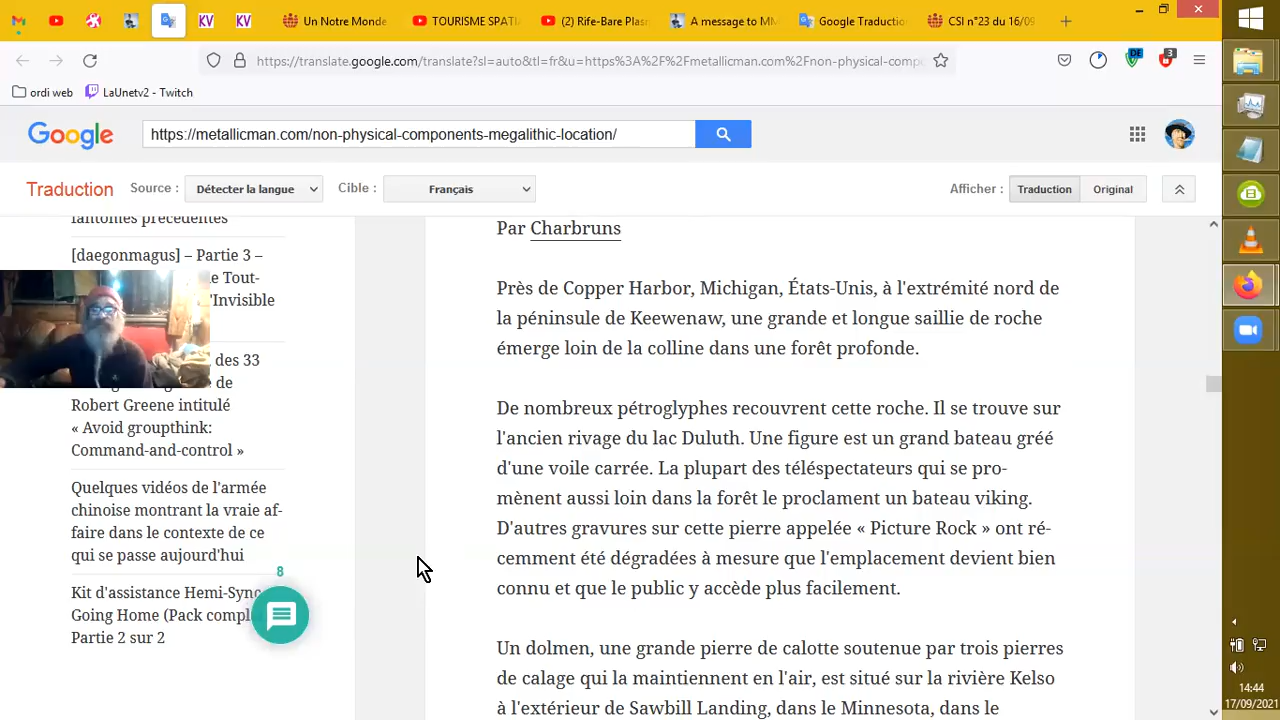 Un Notre Monde
TOURISME SPATI
(2) Rife-Bare Plasm
A message to MM
Google Traduction
CSI n°23 du 16/09
https://translate.google.com
https%3A%2F%2Fmetallicman.com%2Fnon-physical-comp
DE
3
ordi web
LaUnetv2 - Twitch
Google
https://metallicman.com/non-physical-components-megalithic-location/
Traduction
Source :
Détecter la langue
Cible :
Français
Afficher :
Traduction
Original
fantômes précédentes
[daegonmagus] – Partie 3 –
e Tout-
'Invisible
des 33
de
Robert Greene intitulé
« Avoid groupthink:
Command-and-control »
Quelques vidéos de l'armée
chinoise montrant la vraie af-
faire dans le contexte de ce
qui se passe aujourd'hui
8
Kit d'assistance Hemi-Sync
Going Home (Pack compl
Partie 2 sur 2
Par Charbruns
Près de Copper Harbor, Michigan, États-Unis, à l'extrémité nord de
la péninsule de Keewenaw, une grande et longue saillie de roche
émerge loin de la colline dans une forêt profonde.
De nombreux pétroglyphes recouvrent cette roche. Il se trouve sur
l'ancien rivage du lac Duluth. Une figure est un grand bateau gréé
d'une voile carrée. La plupart des téléspectateurs qui se pro-
mènent aussi loin dans la forêt le proclament un bateau viking.
D'autres gravures sur cette pierre appelée « Picture Rock » ont ré-
cemment été dégradées à mesure que l'emplacement devient bien
connu et que le public y accède plus facilement.
Un dolmen, une grande pierre de calotte soutenue par trois pierres
de calage qui la maintiennent en l'air, est situé sur la rivière Kelso
à l'extérieur de Sawbill Landing, dans le Minnesota, dans le
14:44
17/09/2021